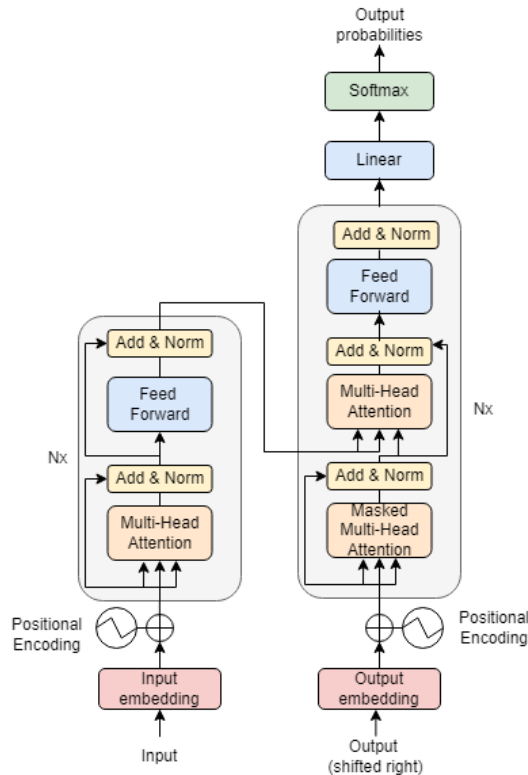 Output
probabilities
Softmax
Linear
Add & Norm
Feed
Forward
Add & Norm
Multi-Head
Attention
Nx
Add & Norm
Masked
Multi-Head
Attention
Add & Norm
Feed
Forward
Nx
Add & Norm
Multi-Head
Attention
Positional
Encoding
Positional
Encoding
Input
embedding
Output
embedding
Input
Output
(shifted right)